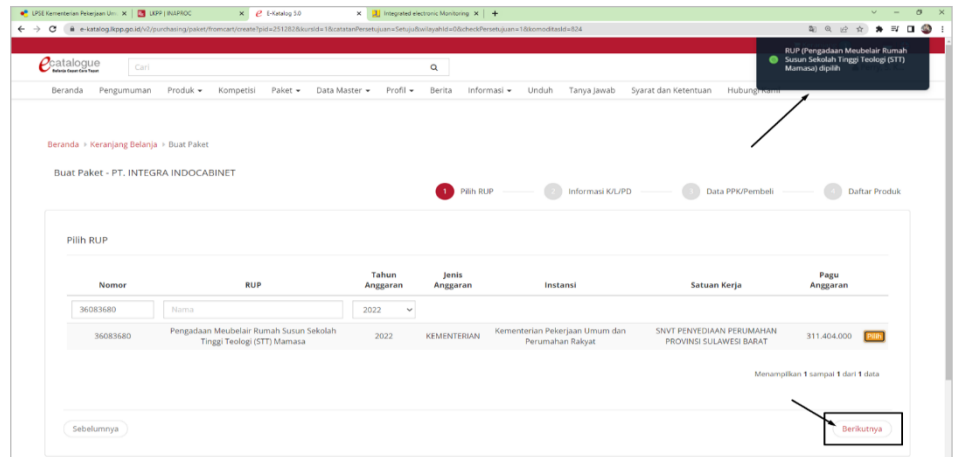 LPSE Kementerian Pekerjaan Um
LKPP | INAPROC
E-Katalog 5.0
Integrated electronic Monitoring
e-katalog.lkpp.go.id/v2/purchasing/paket/fromcart/create?pid=251282&kursid=1&catatanPersetujuan=Setuju&wilayahid=0&checkPersetujuan=1&komoditasId=824
RUP (Pengadaan Meubelair Rumah
Susun Sekolah Tinggi Teologi (STT)
Mamasa) dipilih
ecatalogue
Cari
Beranda Pengumuman Produk Kompetisi Paket Data Master Profil Berita Informasi Unduh Tanya Jawab Syarat dan Ketentuan Hubungi Kami
Beranda Keranjang Belanja Buat Paket
Buat Paket - PT. INTEGRA INDOCABINET
1 Pilih RUP 2 Informasi K/L/PD 3 Data PPK/Pembeli 4 Daftar Produk
Pilih RUP
Nomor RUP Tahun Anggaran Jenis Anggaran Instansi Satuan Kerja Pagu Anggaran
36083680 Nama 2022
36083680 Pengadaan Meubelair Rumah Susun Sekolah Tinggi Teologi (STT) Mamasa 2022 KEMENTERIAN Kementerian Pekerjaan Umum dan Perumahan Rakyat SNVT PENYEDIAAN PERUMAHAN PROVINSI SULAWESI BARAT 311.404.000 Pilih
Menampilkan 1 sampai 1 dari 1 data
Sebelumnya Berikutnya